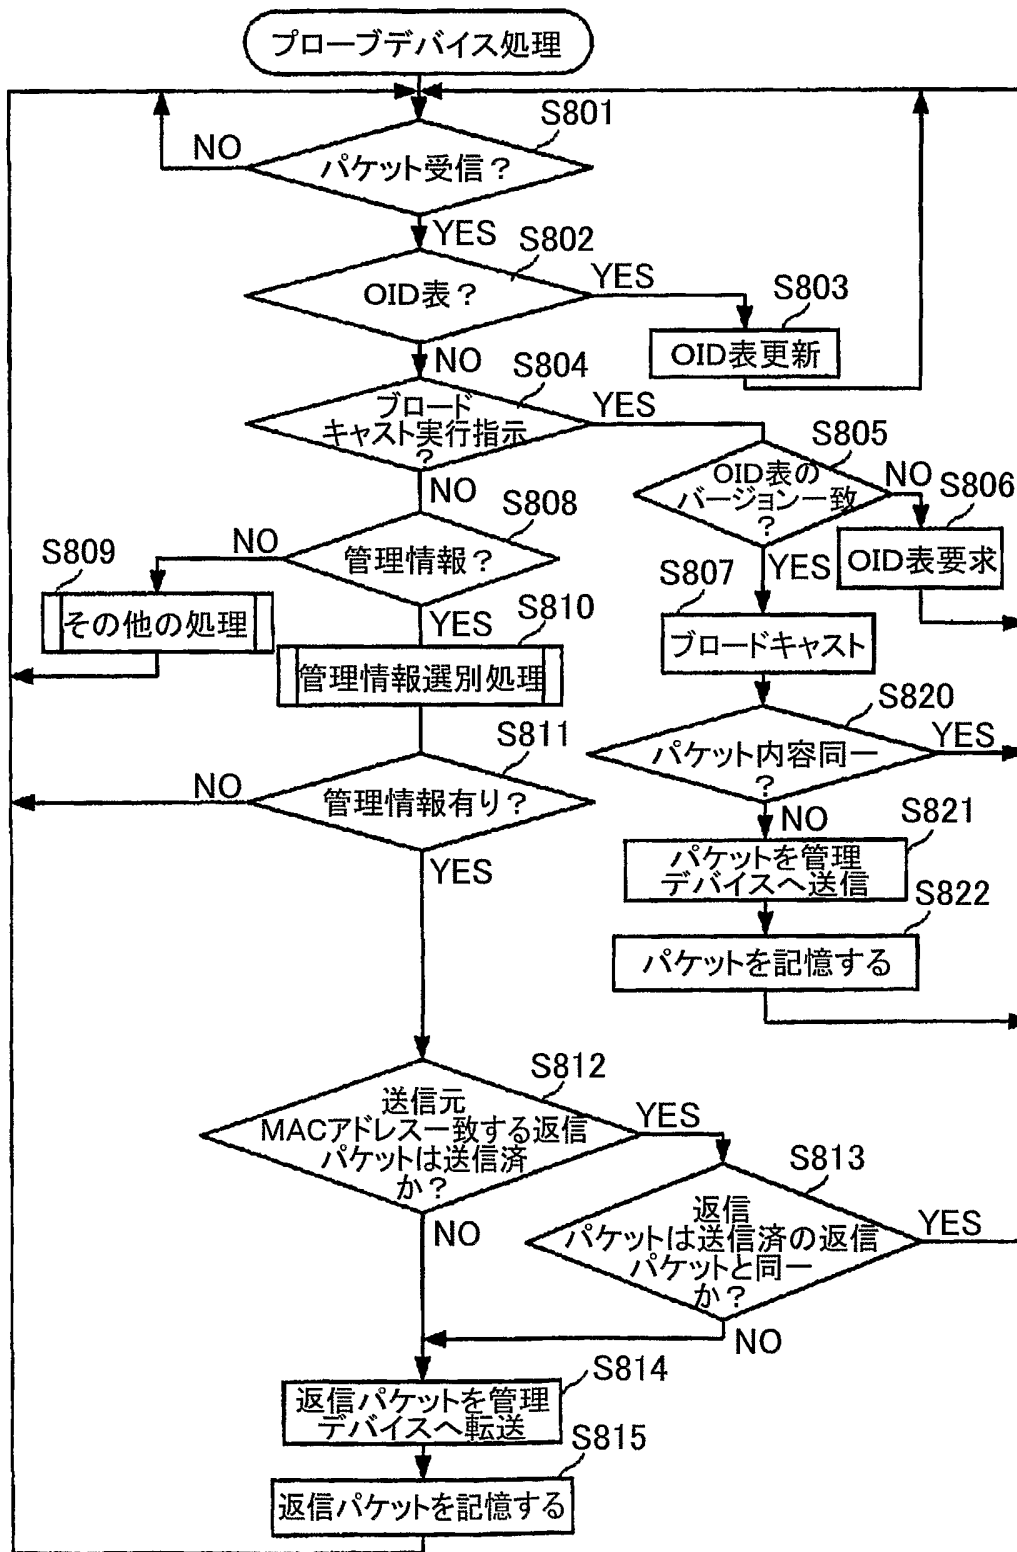 プローブデバイス処理
S801
NO
パケット受信？
YES
S802
YES
OID表？
S803
OID表更新
NO
S804
YES
ブロード
キャスト実行指示
？
S805
OID表の
バージョン一致
？
NO
S806
NO
OID表要求
YES
S808
NO
管理情報？
S809
その他の処理
S807
ブロードキャスト
YES
S810
管理情報選別処理
S820
YES
パケット内容同一
？
S811
NO
管理情報有り？
NO
S821
パケットを管理
デバイスへ送信
YES
S822
パケットを記憶する
S812
YES
送信元
MACアドレス一致する返信
パケットは送信済
か？
S813
YES
返信
パケットは送信済の返信
パケットと同一
か？
NO
NO
S814
返信パケットを管理
デバイスへ転送
S815
返信パケットを記憶する